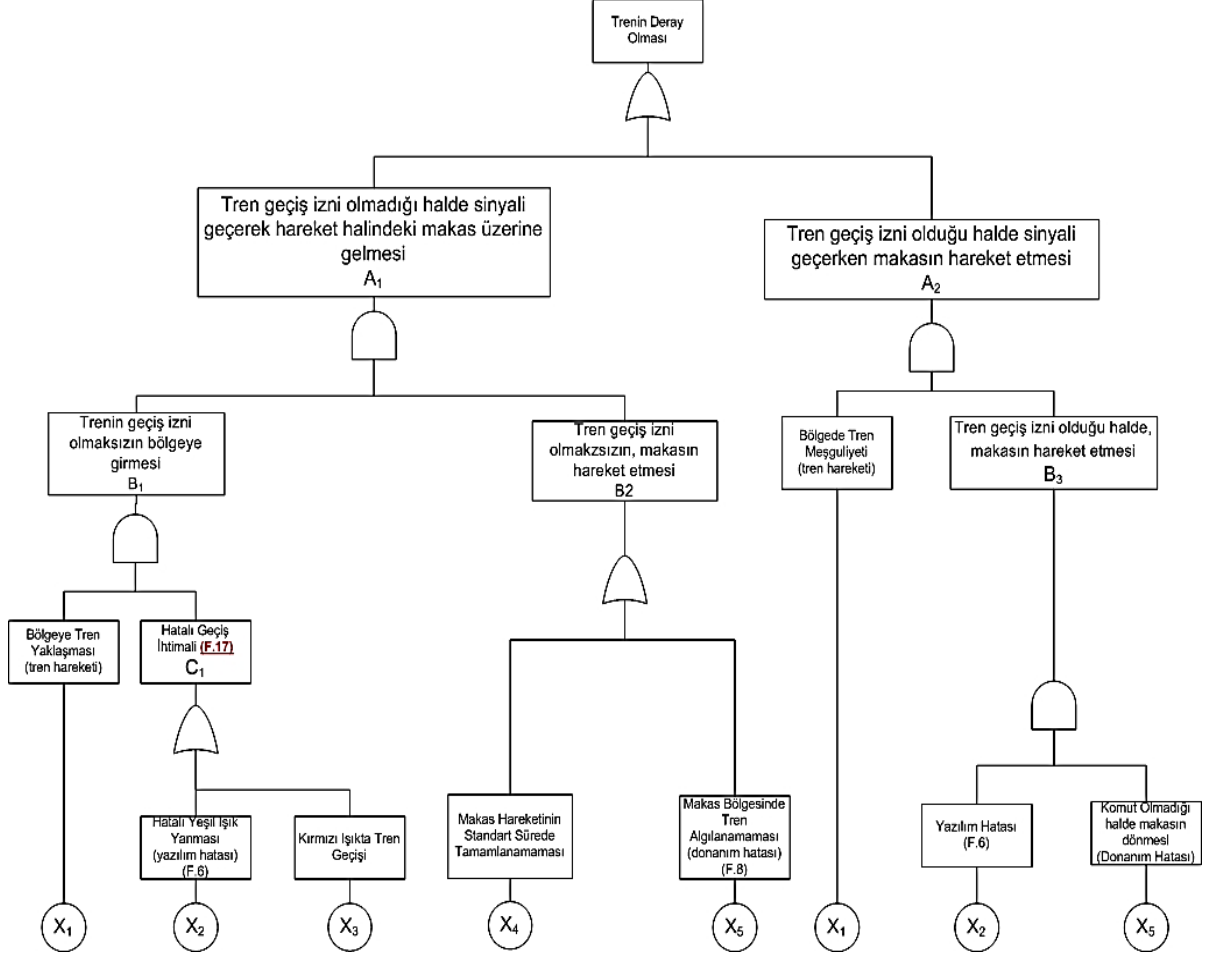 Trenin Deray
Olması
Tren geçiş izni olmadığı halde sinyali
geçerek hareket halindeki makas üzerine
gelmesi
A₁
Tren geçiş izni olduğu halde sinyali
geçerken makasın hareket etmesi
A₂
Trenin geçiş izni
olmaksızın bölgeye
girmesi
B₁
Tren geçiş izni
olmakzsızın, makasın
hareket etmesi
B2
Bölgede Tren
Meşguliyeti
(tren hareketi)
Tren geçiş izni olduğu halde,
makasın hareket etmesi
B₃
Bölgeye Tren
Yaklaşması
(tren hareketi)
Hatalı Geçiş
İhtimali (F.17)
C₁
Hatalı Yeşil Işık
Yanması
(yazılım hatası)
(F.6)
Kırmızı Işıkta Tren
Geçişi
Makas Hareketinin
Standart Sürede
Tamamlanamaması
Makas Bölgesinde
Tren
Algılanamaması
(donanım hatası)
(F.8)
Yazılım Hatası
(F.6)
Komut Olmadığı
halde makasın
dönmesi
(Donanım Hatası)
X₁
X₂
X₃
X₄
X₅
X₁
X₂
X₅